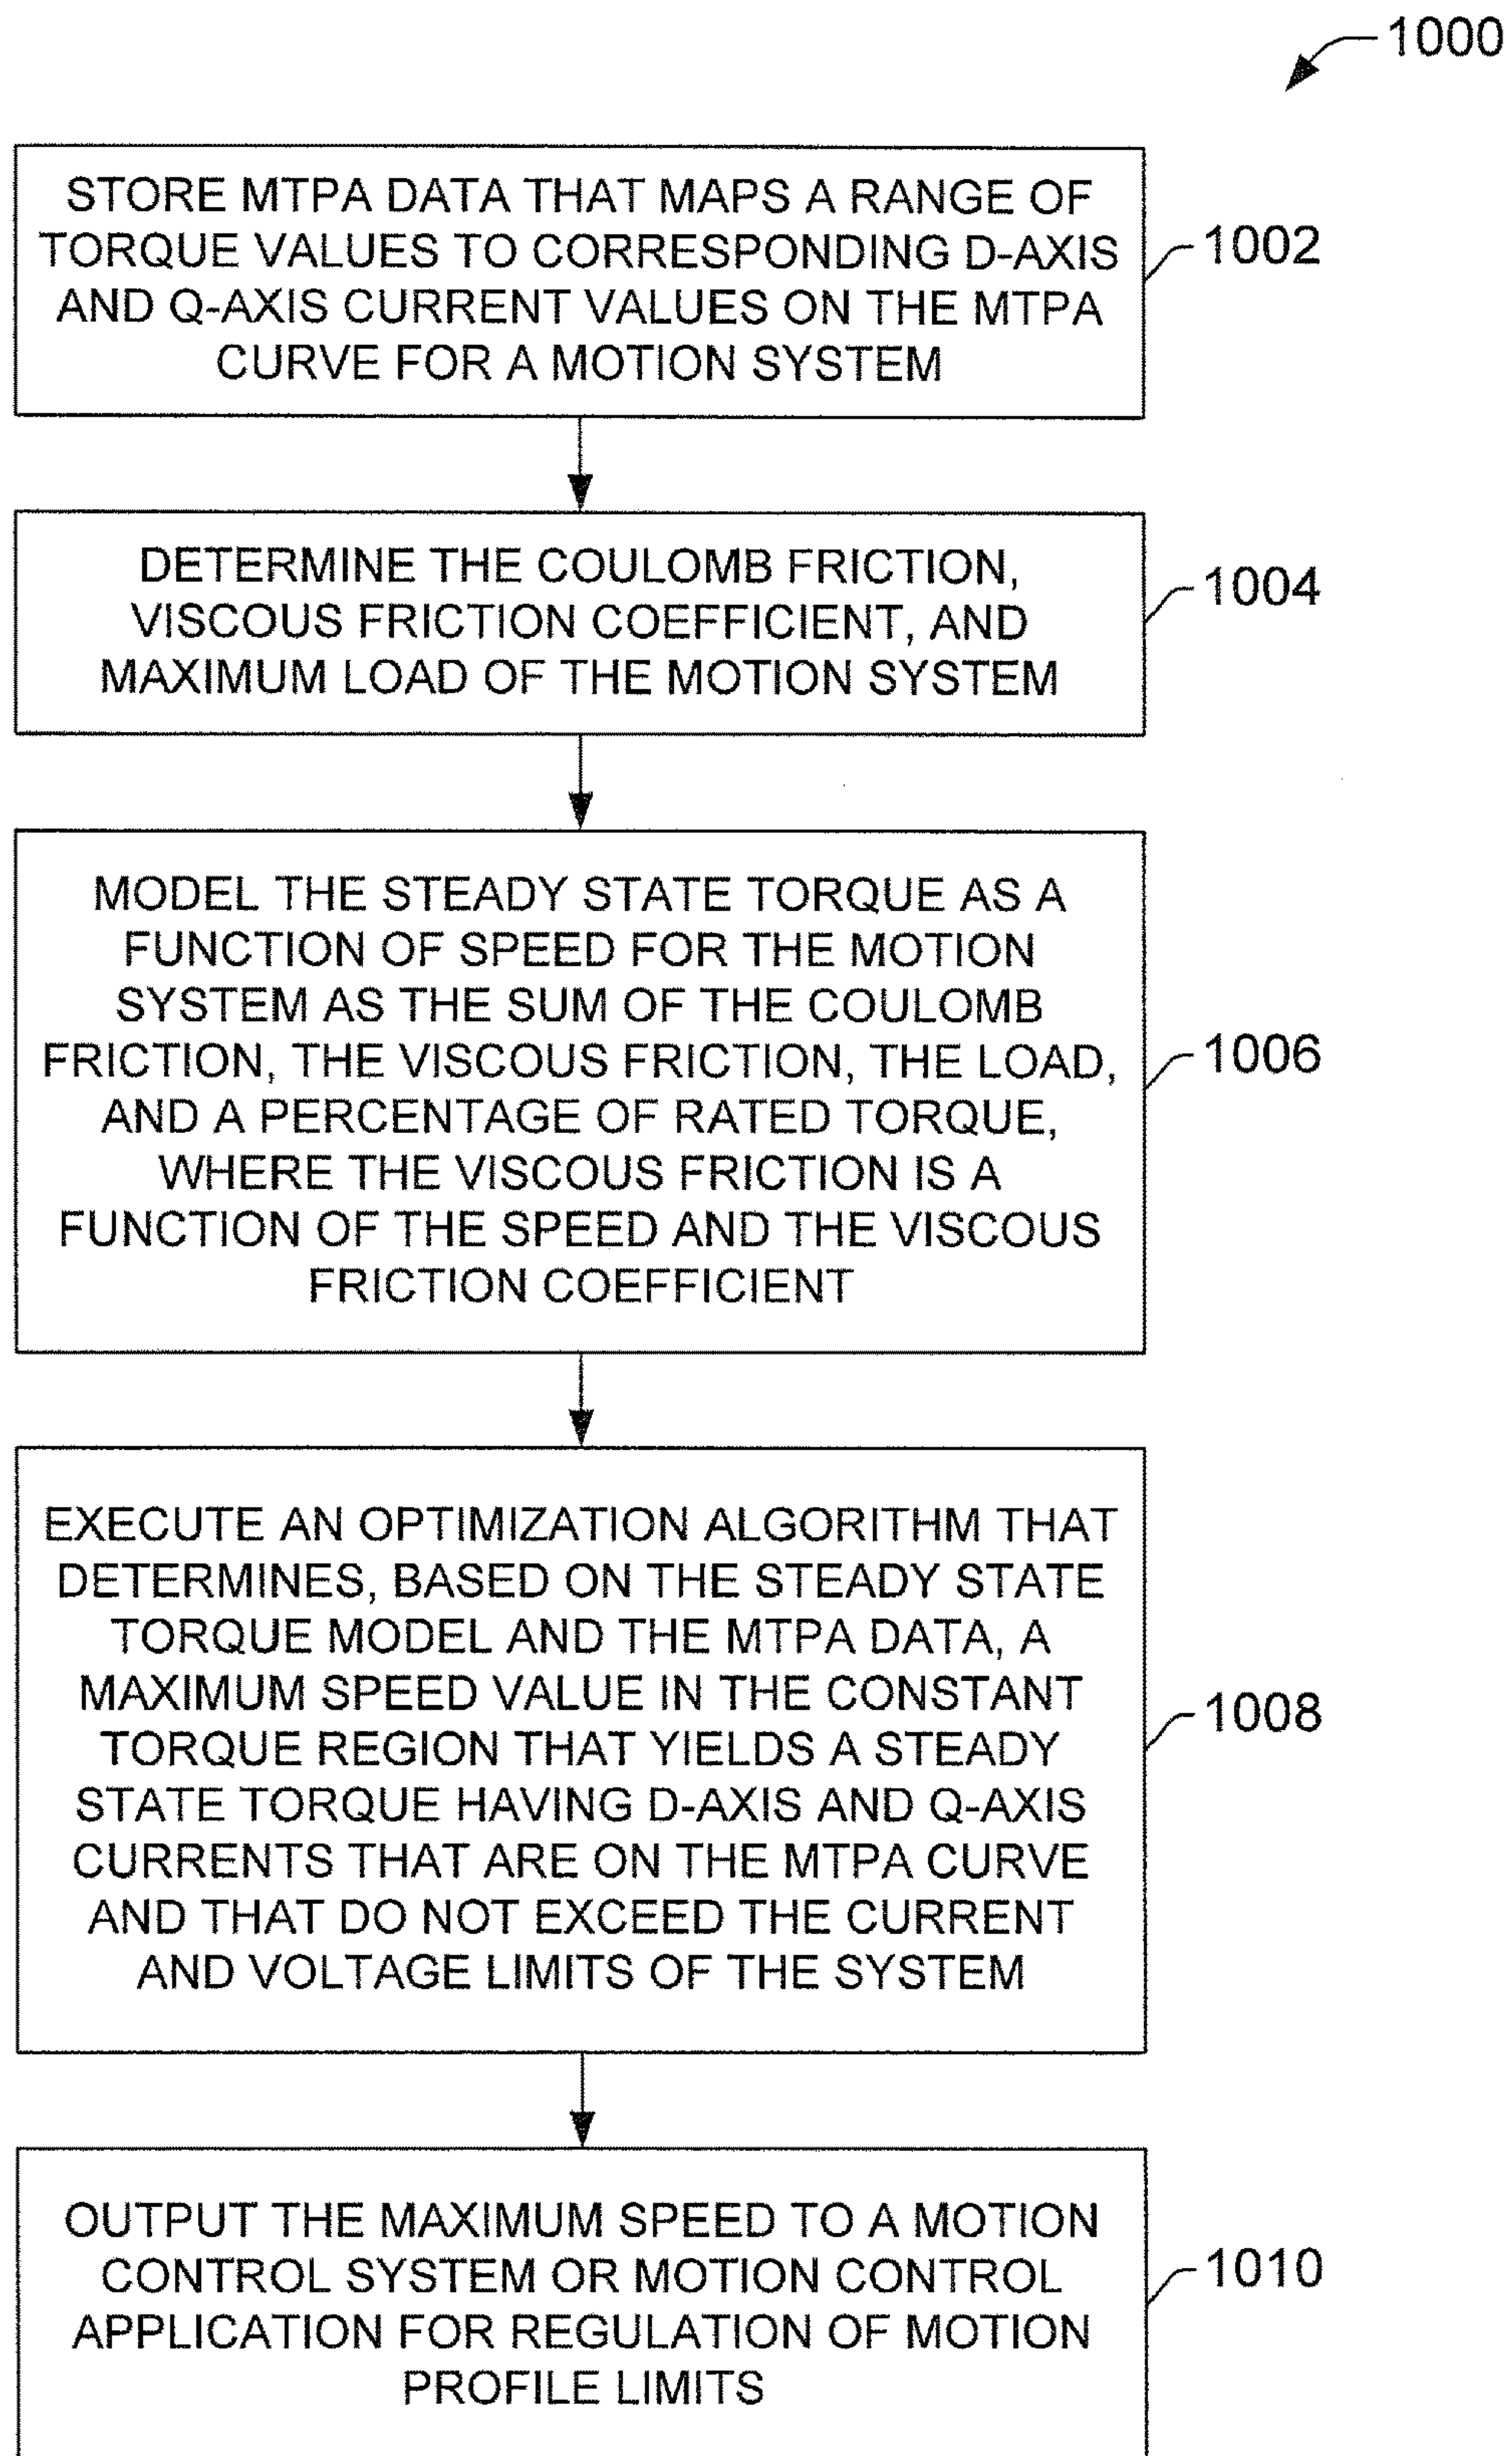 1000
STORE MTPA DATA THAT MAPS A RANGE OF
TORQUE VALUES TO CORRESPONDING D-AXIS
AND Q-AXIS CURRENT VALUES ON THE MTPA
CURVE FOR A MOTION SYSTEM
1002
DETERMINE THE COULOMB FRICTION,
VISCOUS FRICTION COEFFICIENT, AND
MAXIMUM LOAD OF THE MOTION SYSTEM
1004
MODEL THE STEADY STATE TORQUE AS A
FUNCTION OF SPEED FOR THE MOTION
SYSTEM AS THE SUM OF THE COULOMB
FRICTION, THE VISCOUS FRICTION, THE LOAD,
AND A PERCENTAGE OF RATED TORQUE,
WHERE THE VISCOUS FRICTION IS A
FUNCTION OF THE SPEED AND THE VISCOUS
FRICTION COEFFICIENT
1006
EXECUTE AN OPTIMIZATION ALGORITHM THAT
DETERMINES, BASED ON THE STEADY STATE
TORQUE MODEL AND THE MTPA DATA, A
MAXIMUM SPEED VALUE IN THE CONSTANT
TORQUE REGION THAT YIELDS A STEADY
STATE TORQUE HAVING D-AXIS AND Q-AXIS
CURRENTS THAT ARE ON THE MTPA CURVE
AND THAT DO NOT EXCEED THE CURRENT
AND VOLTAGE LIMITS OF THE SYSTEM
1008
OUTPUT THE MAXIMUM SPEED TO A MOTION
CONTROL SYSTEM OR MOTION CONTROL
APPLICATION FOR REGULATION OF MOTION
PROFILE LIMITS
1010